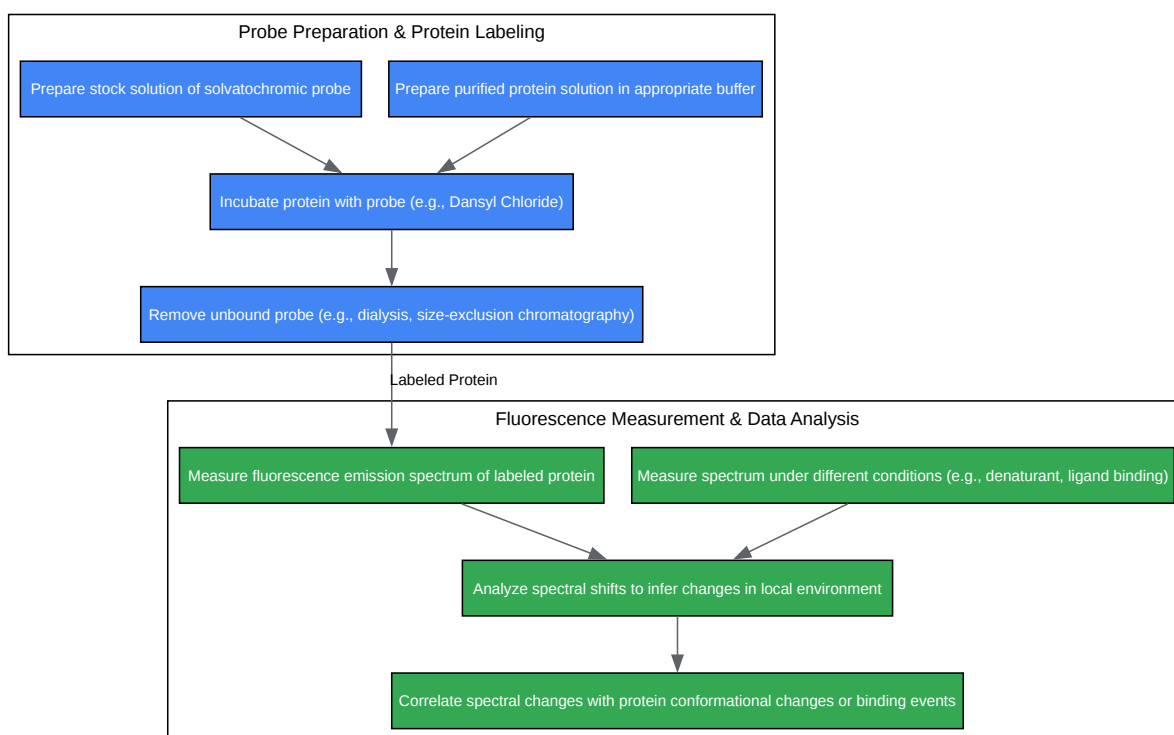 Probe Preparation & Protein Labeling
Prepare stock solution of solvatochromic probe
Prepare purified protein solution in appropriate buffer
Incubate protein with probe (e.g., Dansyl Chloride)
Remove unbound probe (e.g., dialysis, size-exclusion chromatography)
Labeled Protein
Fluorescence Measurement & Data Analysis
Measure fluorescence emission spectrum of labeled protein
Measure spectrum under different conditions (e.g., denaturant, ligand binding)
Analyze spectral shifts to infer changes in local environment
Correlate spectral changes with protein conformational changes or binding events